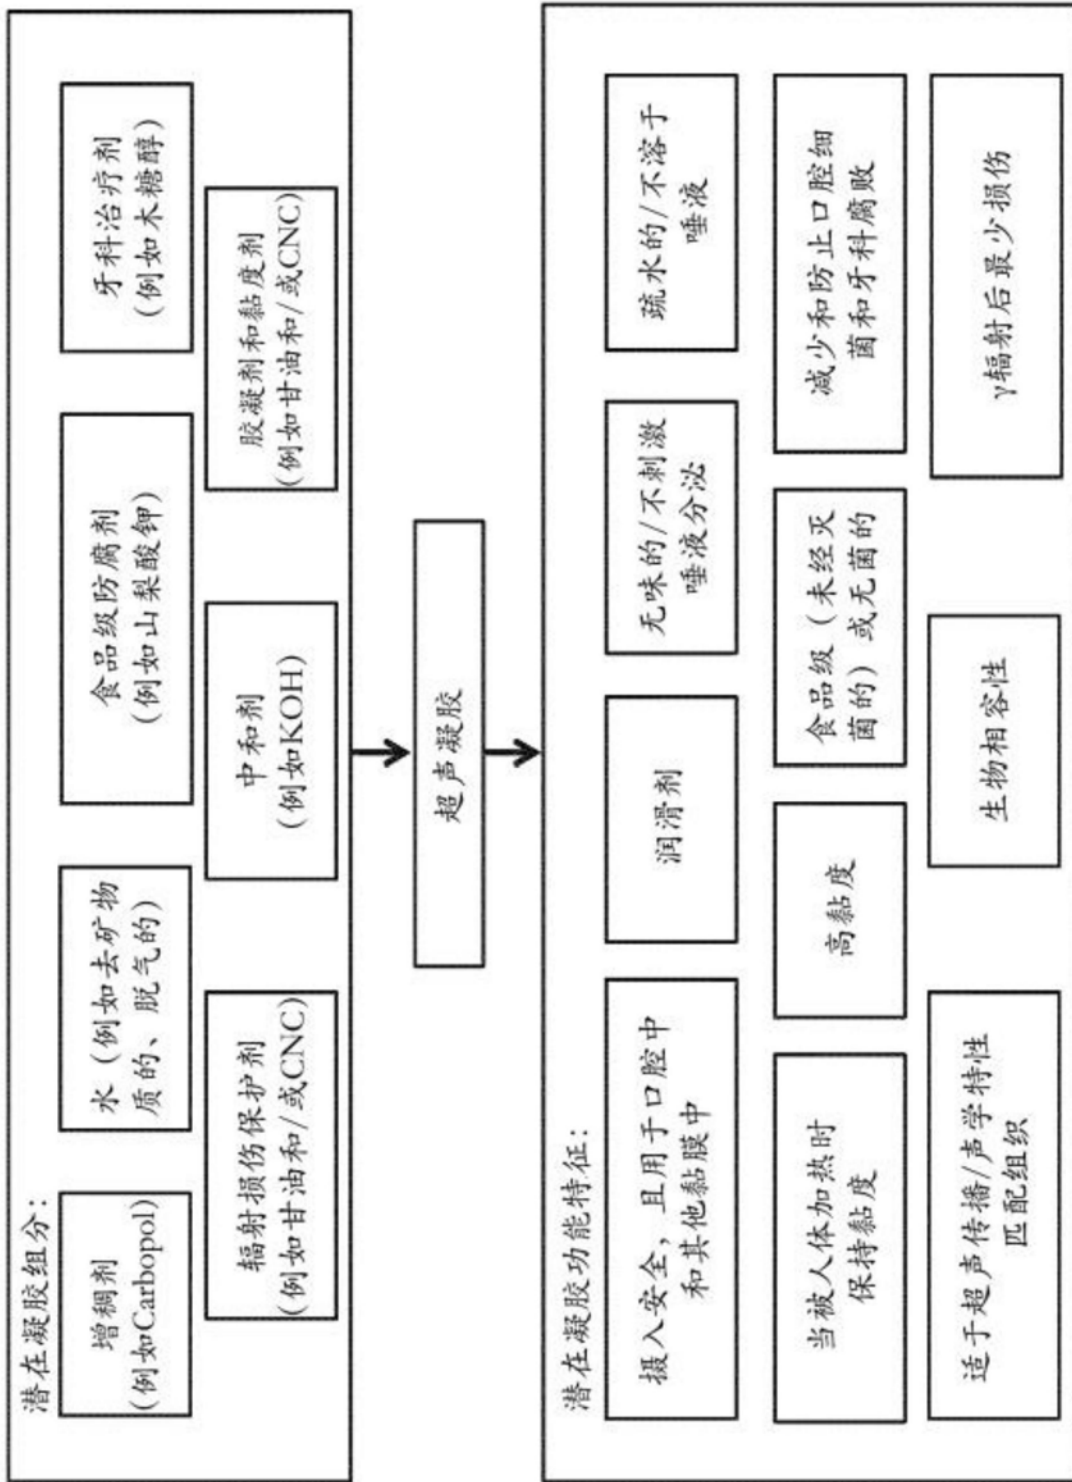 潜在凝胶组分：
增稠剂
(例如Carbopol)
水（例如去矿物
质的、脱气的）
食品级防腐剂
(例如山梨酸钾)
牙科治疗剂
(例如木糖醇)
辐射损伤保护剂
(例如甘油和/或CNC)
中和剂
(例如KOH)
胶凝剂和黏度剂
(例如甘油和/或CNC)
超声凝胶
潜在凝胶功能特征：
摄入安全，且用于口腔中
和其他黏膜中
润滑剂
无味的/不刺激
唾液分泌
疏水的/不溶于
唾液
当被人体加热时
保持黏度
高黏度
食品级（未经灭
菌的）或无菌的
减少和防止口腔细
菌和牙科腐败
适于超声传播/声学特性
匹配组织
生物相容性
γ辐射后最少损伤